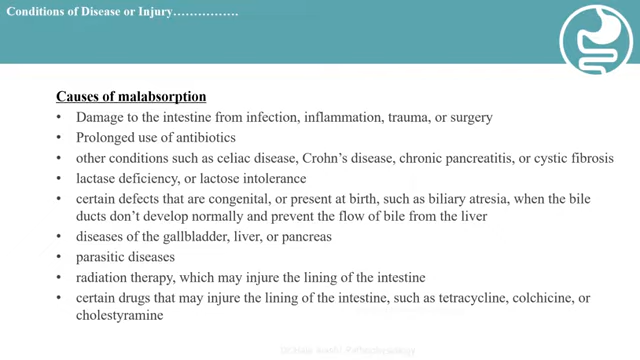 Conditions of Disease or Injury……………
Causes of malabsorption
• Damage to the intestine from infection, inflammation, trauma, or surgery
• Prolonged use of antibiotics
• other conditions such as celiac disease, Crohn's disease, chronic pancreatitis, or cystic fibrosis
• lactase deficiency, or lactose intolerance
• certain defects that are congenital, or present at birth, such as biliary atresia, when the bile
ducts don't develop normally and prevent the flow of bile from the liver
• diseases of the gallbladder, liver, or pancreas
• parasitic diseases
• radiation therapy, which may injure the lining of the intestine
• certain drugs that may injure the lining of the intestine, such as tetracycline, colchicine, or
cholestyramine
Pathophysiology